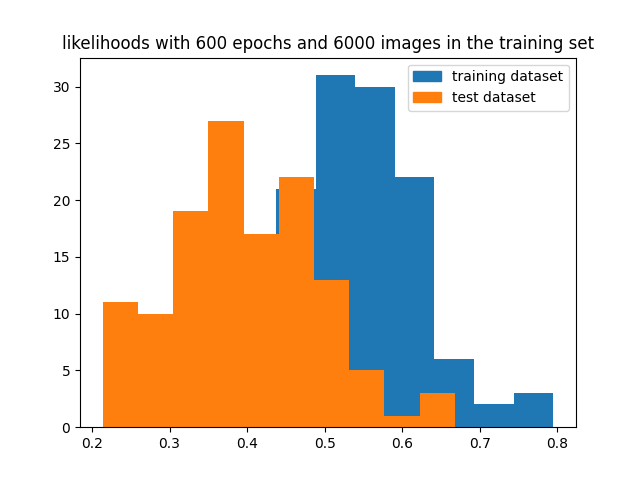 likelihoods with 600 epochs and 6000 images in the training set
training dataset
test dataset
30
25
20
15
10
5
0
0.2 0.3 0.4 0.5 0.6 0.7 0.8